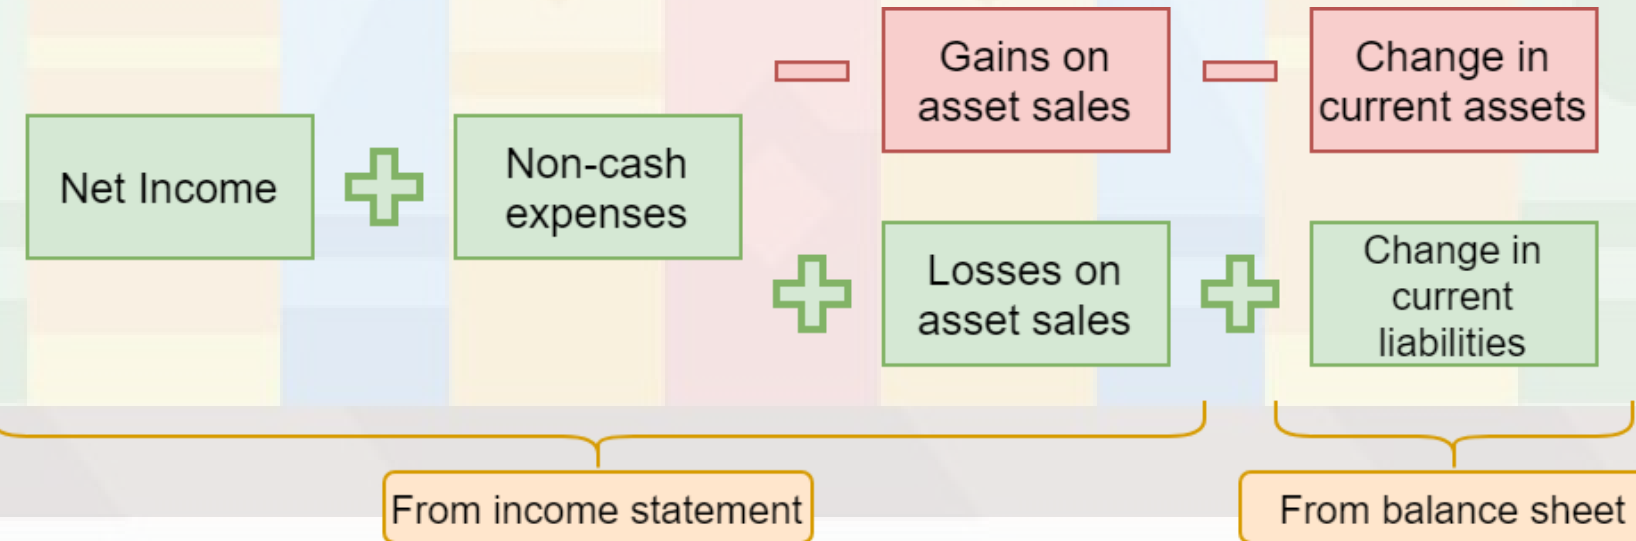 Net Income
Non-cash
expenses
Gains on
asset sales
Losses on
asset sales
Change in
current assets
Change in
current
liabilities
From income statement
From balance sheet